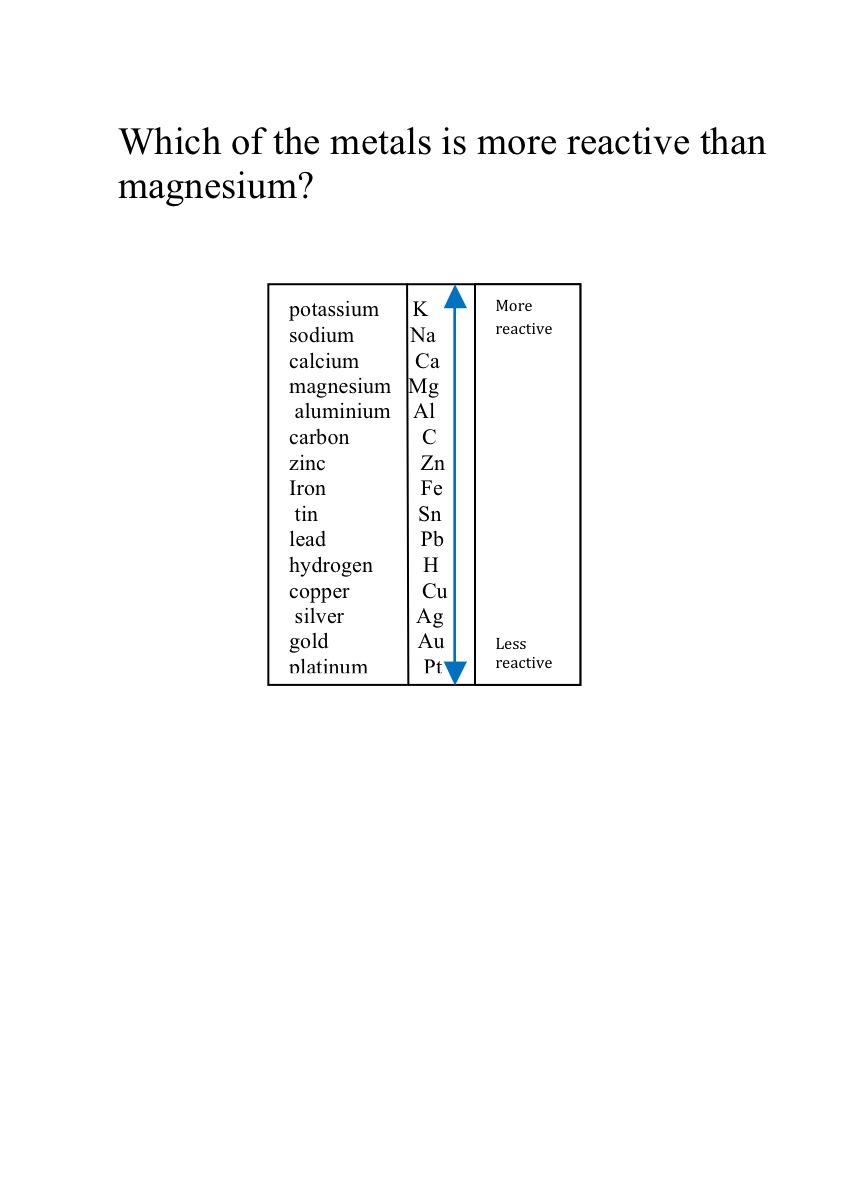 Which of the metals is more reactive than
magnesium?
potassium K More
reactive
sodium Na
calcium Ca
magnesium Mg
aluminium Al
carbon C
zinc Zn
Iron Fe
tin Sn
lead Pb
hydrogen H
copper Cu
silver Ag
gold Au Less
reactive
platinum Pt